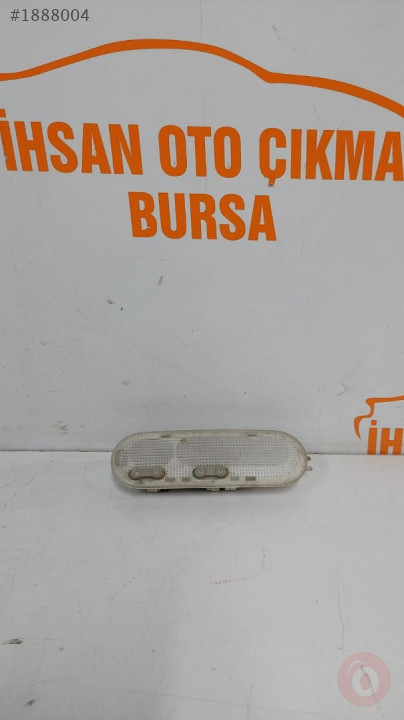 #1888004
İHSAN OTO ÇIKMA
BURSA
İH